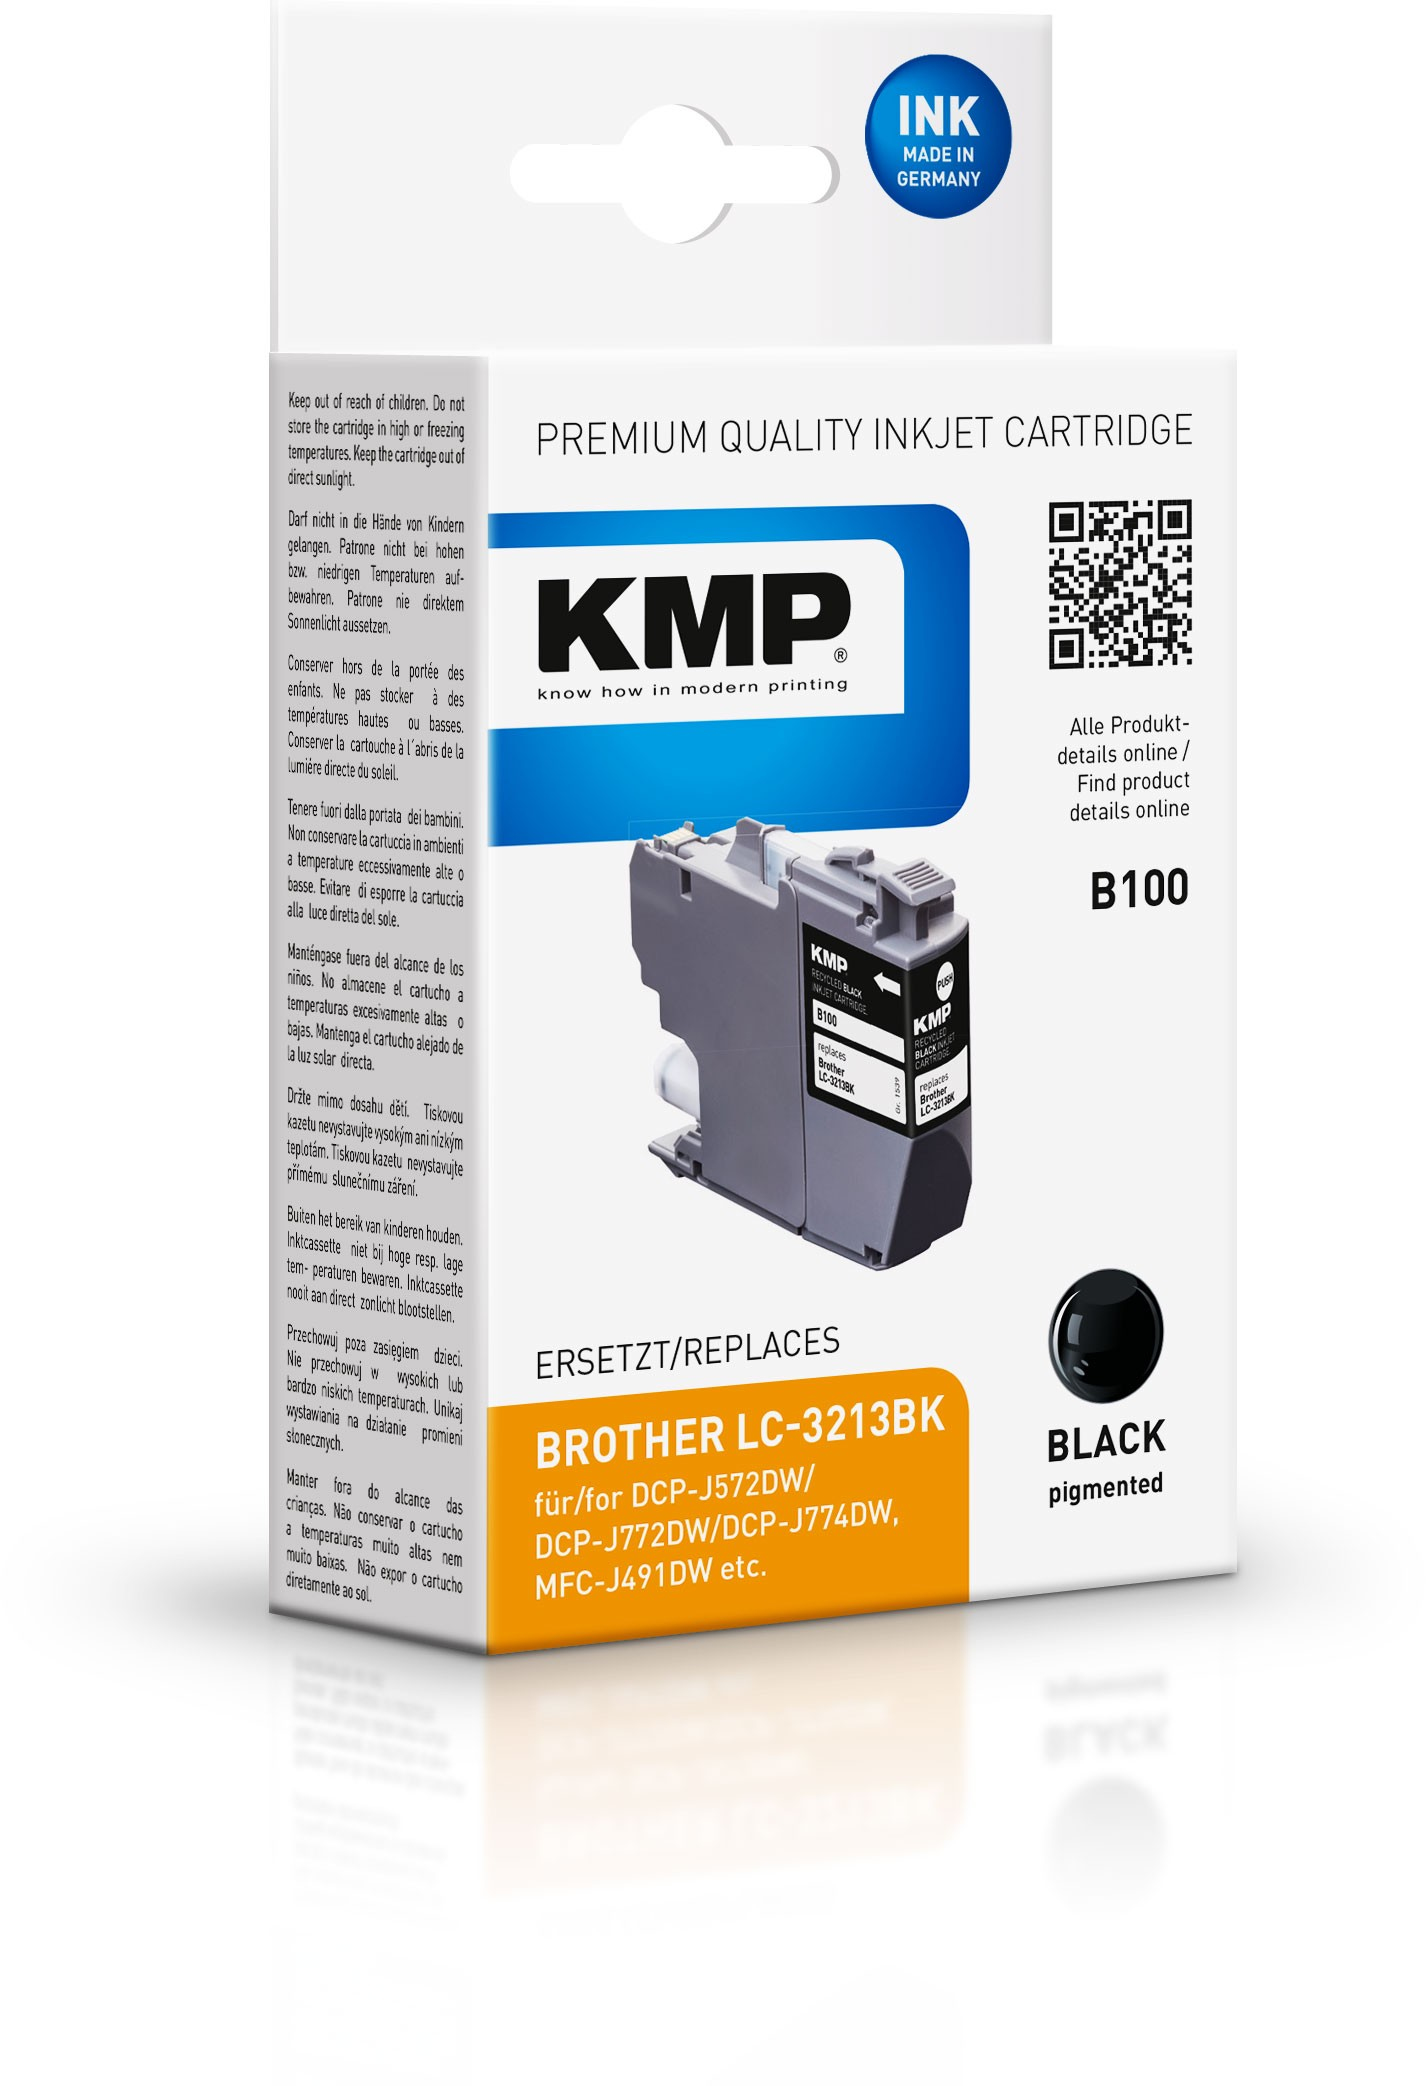 INK
MADE IN
GERMANY
Keep out of reach of children. Do not
store the cartridge in high or freezing
temperatures. Keep the cartridge out of
direct sunlight.
Darf nicht in die Hände von Kindern
gelangen. Patrone nicht bei hohen
bzw. niedrigen Temperaturen auf-
bewahren. Patrone nie direktem
Sonnenlicht aussetzen.
Conserver hors de la portée des
enfants. Ne pas stocker à des
températures hautes ou basses.
Conserver la cartouche à l´abris de la
lumière directe du soleil.
Tenere fuori dalla portata dei bambini.
Non conservare la cartuccia in ambienti
a temperature eccessivamente alte o
basse. Evitare di esporre la cartuccia
alla luce diretta del sole.
Manténgase fuera del alcance de los
niños. No almacene el cartucho a
temperaturas excesivamente altas o
bajas. Mantenga el cartucho alejado de
la luz solar directa.
Držte mimo dosahu dětí. Tiskovou
kazetu nevystavujte vysokým ani nízkým
teplotám. Tiskovou kazetu nevystavujte
přímému slunečnímu záření.
Buiten het bereik van kinderen houden.
Inktcassette niet bij hoge resp. lage
tem- peraturen bewaren. Inktcassette
nooit aan direct zonlicht blootstellen.
Przechowuj poza zasięgiem dzieci.
Nie przechowuj w wysokich lub
bardzo niskich temperaturach. Unikaj
wystawiania na działanie promieni
słonecznych.
Manter fora do alcance das
crianças. Não conservar o cartucho
a temperaturas muito altas nem
muito baixas. Não expor o cartucho
diretamente ao sol.
PREMIUM QUALITY INKJET CARTRIDGE
KMP®
know how in modern printing
Alle Produkt-
details online /
Find product
details online
B100
KMP
RECYCLED BLACK
INKJET CARTRIDGE
B100
replaces
Brother
LC-3213BK
Gr. 1539
PUSH
KMP
RECYCLED
BLACK INKJET
CARTRIDGE
replaces
Brother
LC-3213BK
ERSETZT/REPLACES
BROTHER LC-3213BK
für/for DCP-J572DW/
DCP-J772DW/DCP-J774DW,
MFC-J491DW etc.
BLACK
pigmented